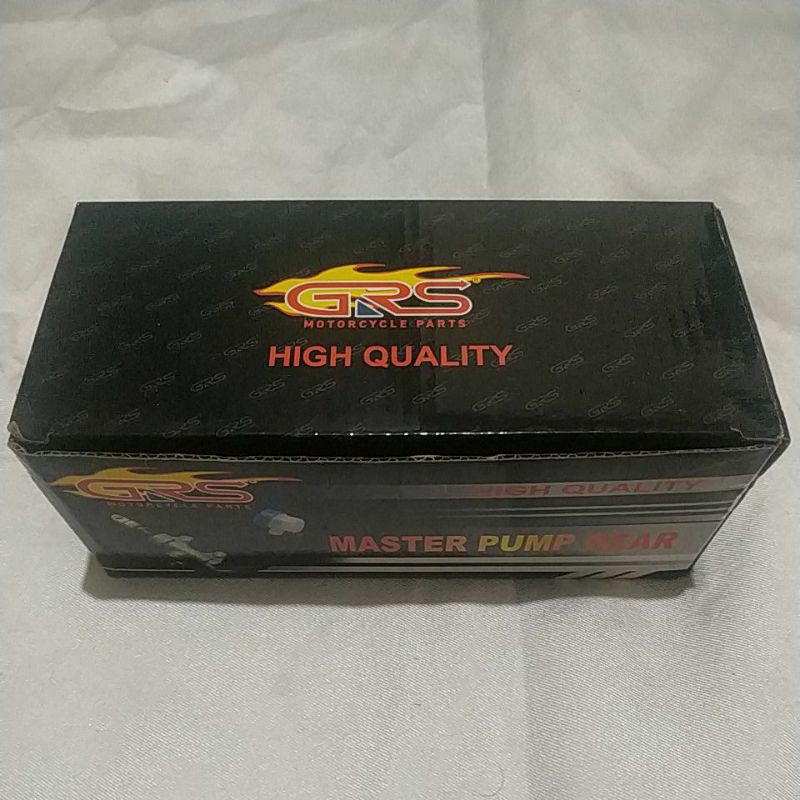 GRS
MOTORCYCLE PARTS
HIGH QUALITY
GRS
MOTORCYCLE PARTS
HIGH QUALITY
MASTER PUMP REAR